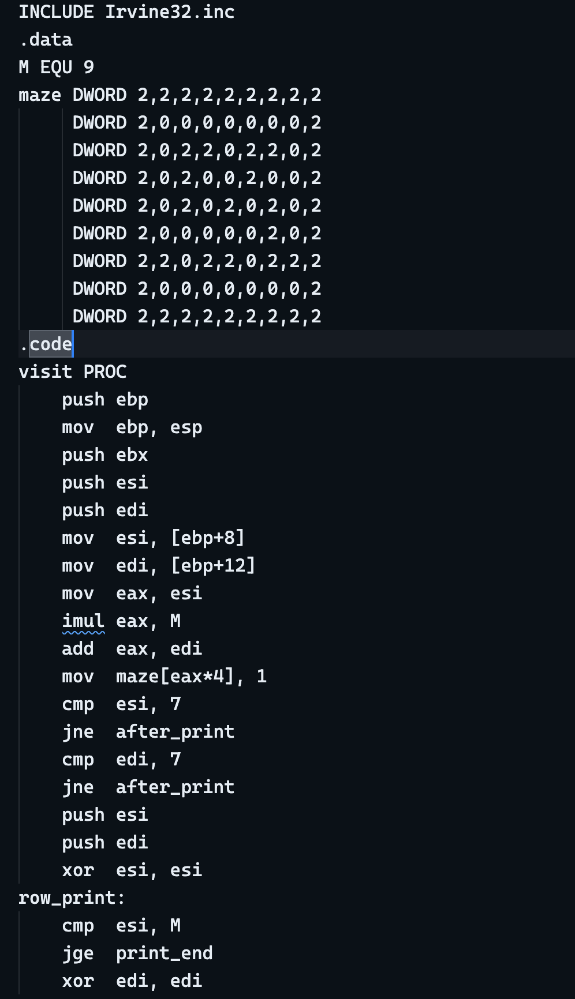 INCLUDE Irvine32.inc
.data
M EQU 9
maze DWORD 2,2,2,2,2,2,2,2,2
DWORD 2,0,0,0,0,0,0,0,2
DWORD 2,0,2,2,0,2,2,0,2
DWORD 2,0,2,0,0,2,0,0,2
DWORD 2,0,2,0,2,0,2,0,2
DWORD 2,0,0,0,0,0,2,0,2
DWORD 2,2,0,2,2,0,2,2,2
DWORD 2,0,0,0,0,0,0,0,2
DWORD 2,2,2,2,2,2,2,2,2
.code
visit PROC
push ebp
mov  ebp, esp
push ebx
push esi
push edi
mov  esi, [ebp+8]
mov  edi, [ebp+12]
mov  eax, esi
imul eax, M
add  eax, edi
mov  maze[eax*4], 1
cmp  esi, 7
jne  after_print
cmp  edi, 7
jne  after_print
push esi
push edi
xor  esi, esi
row_print:
cmp  esi, M
jge  print_end
xor  edi, edi